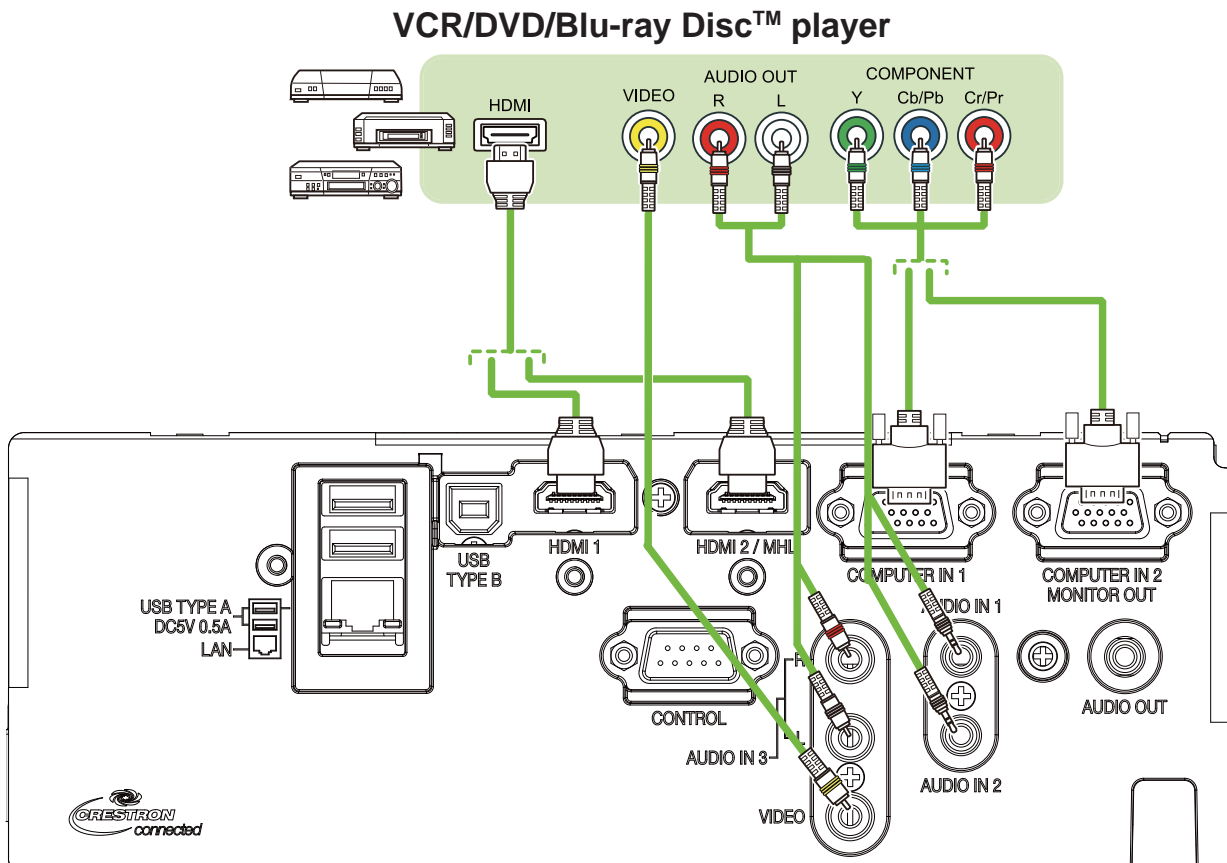 VCR/DVD/Blu-ray Disc™ player
AUDIO OUT
COMPONENT
HDMI
VIDEO
R
L
Y
Cb/Pb
Cr/Pr
USB
TYPE B
HDMI 1
HDMI 2 / MHL
COMPUTER IN 1
COMPUTER IN 2
MONITOR OUT
USB TYPE A
DC5V 0.5A
LAN
AUDIO IN 1
R
CONTROL
AUDIO OUT
L
AUDIO IN 3
AUDIO IN 2
VIDEO
CRESTRON
connected